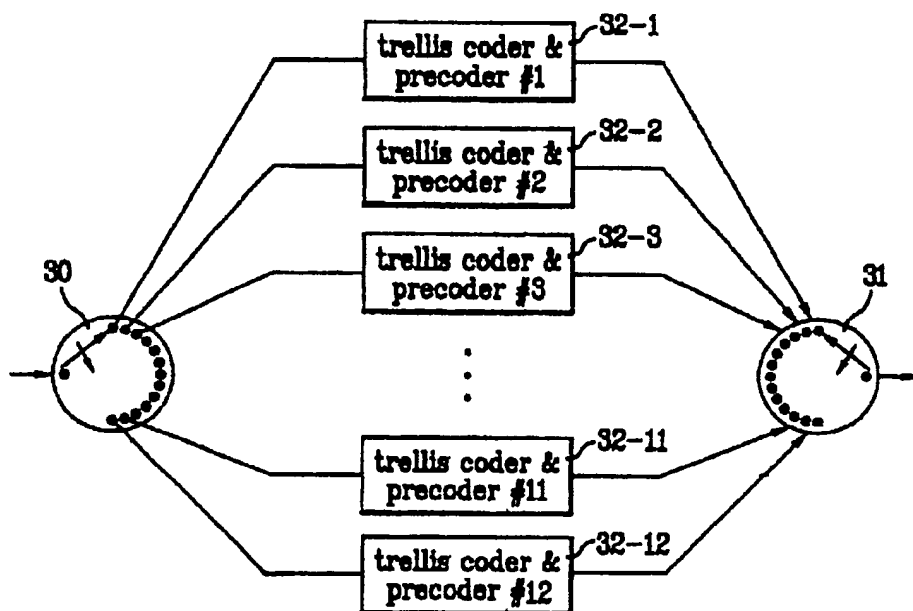 32-1
trellis coder &
precoder #1
32-2
trellis coder &
precoder #2
32-3
trellis coder &
precoder #3
30
31
32-11
trellis coder &
precoder #11
32-12
trellis coder &
precoder #12